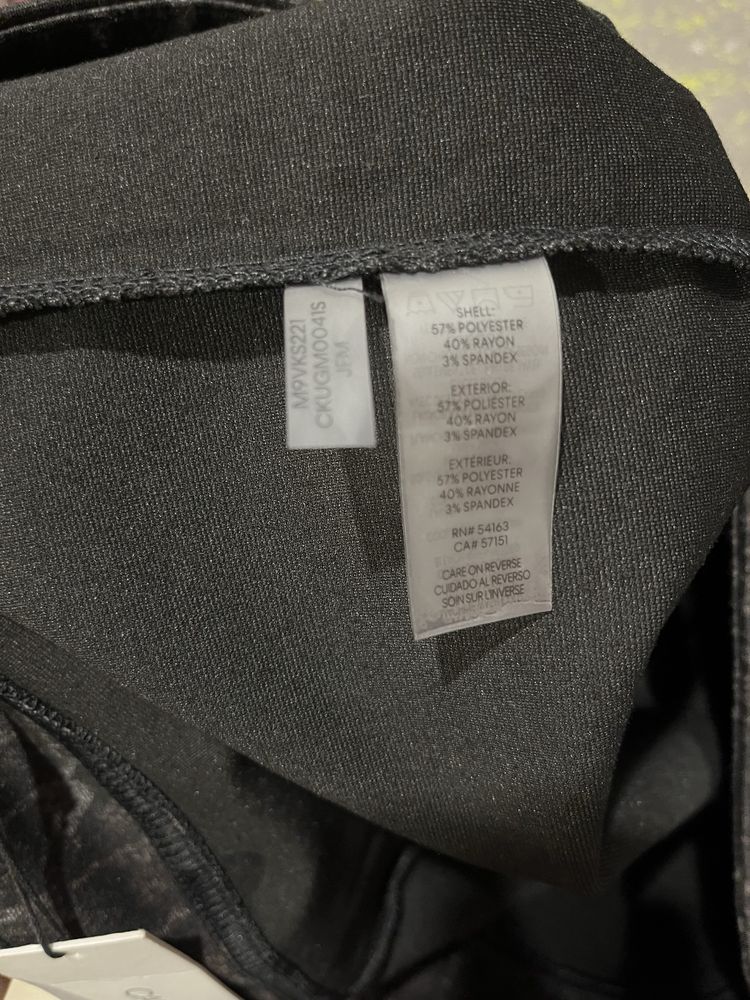 M9VKS221
CKUGM0041S
JFM
SHELL:
57% POLYESTER
40% RAYON
3% SPANDEX
EXTERIOR:
57% POLIÉSTER
40% RAYON
3% SPANDEX
EXTÉRIEUR:
57% POLYESTER
40% RAYONNE
3% SPANDEX
RN# 54163
CA# 57151
CARE ON REVERSE
CUIDADO AL REVERSO
SOIN SUR L'INVERSE